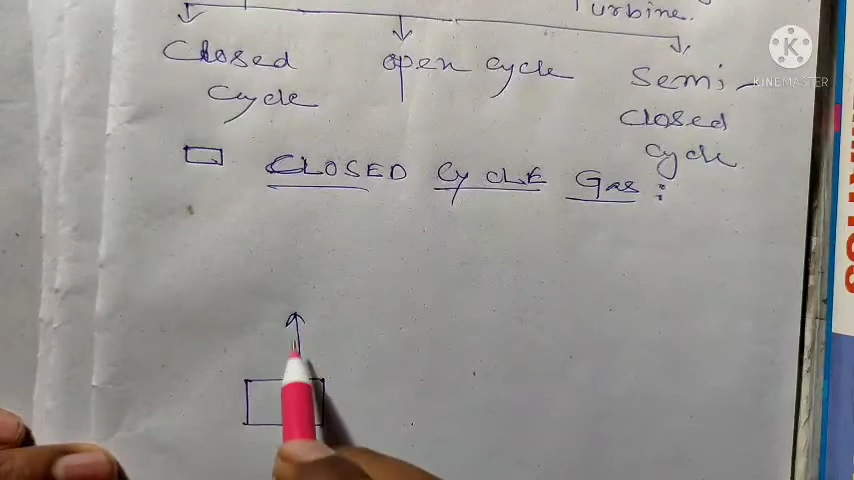 Turbine.
Closed
Cycle
open cycle
Semi-
closed
cycle
CLOSED CyCLE Gas:
KINEMASTER